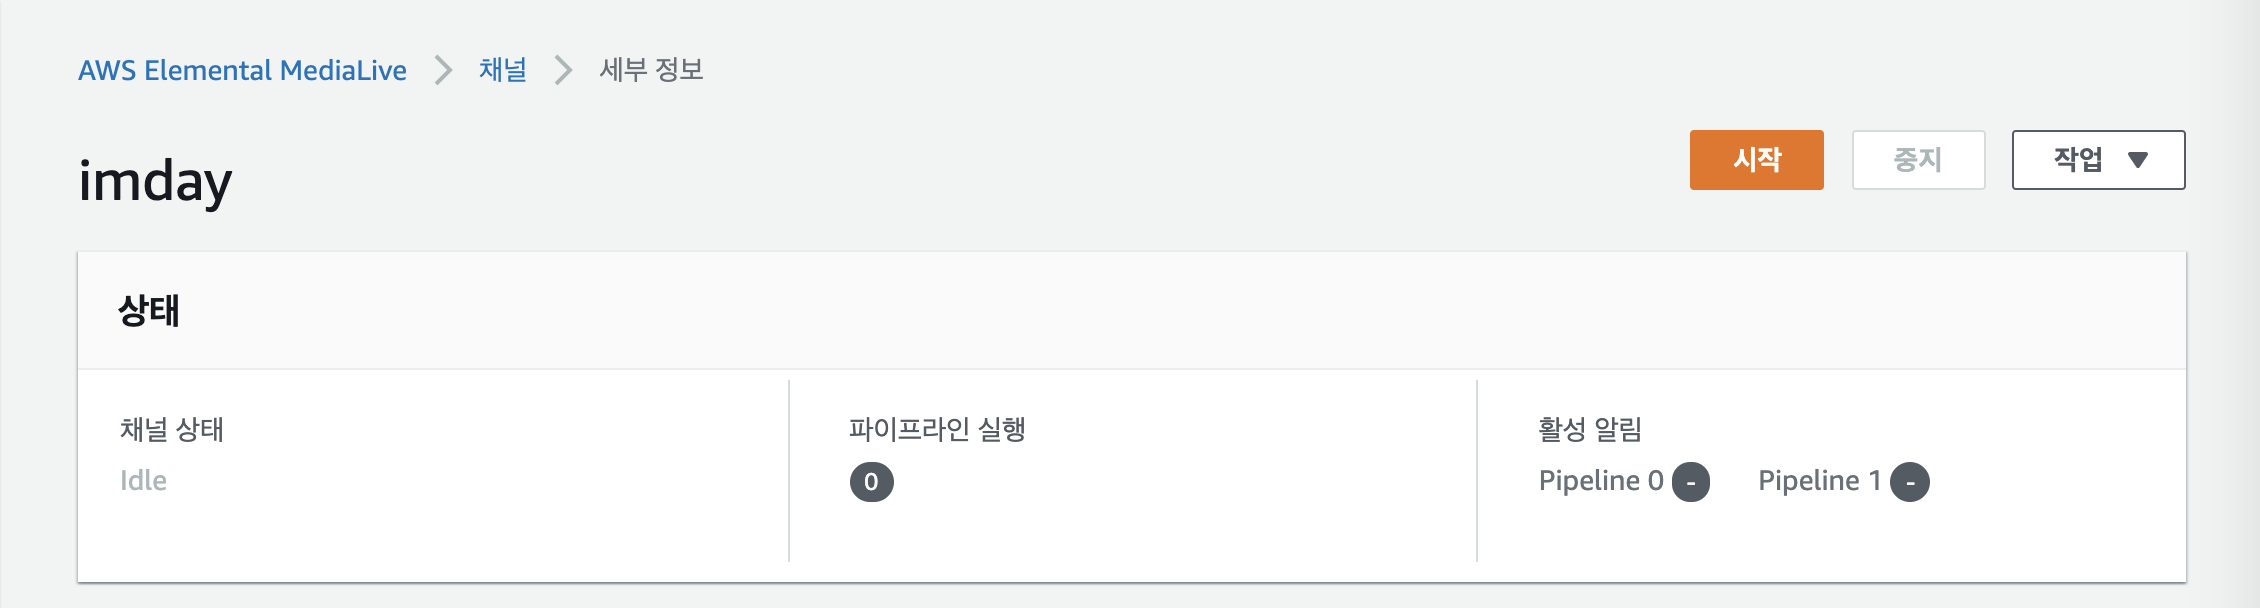 AWS Elemental MediaLive > 채널 > 세부 정보
imday
시작 중지 작업 ▼
상태
채널 상태 파이프라인 실행 활성 알림
Idle 0 Pipeline 0 - Pipeline 1 -